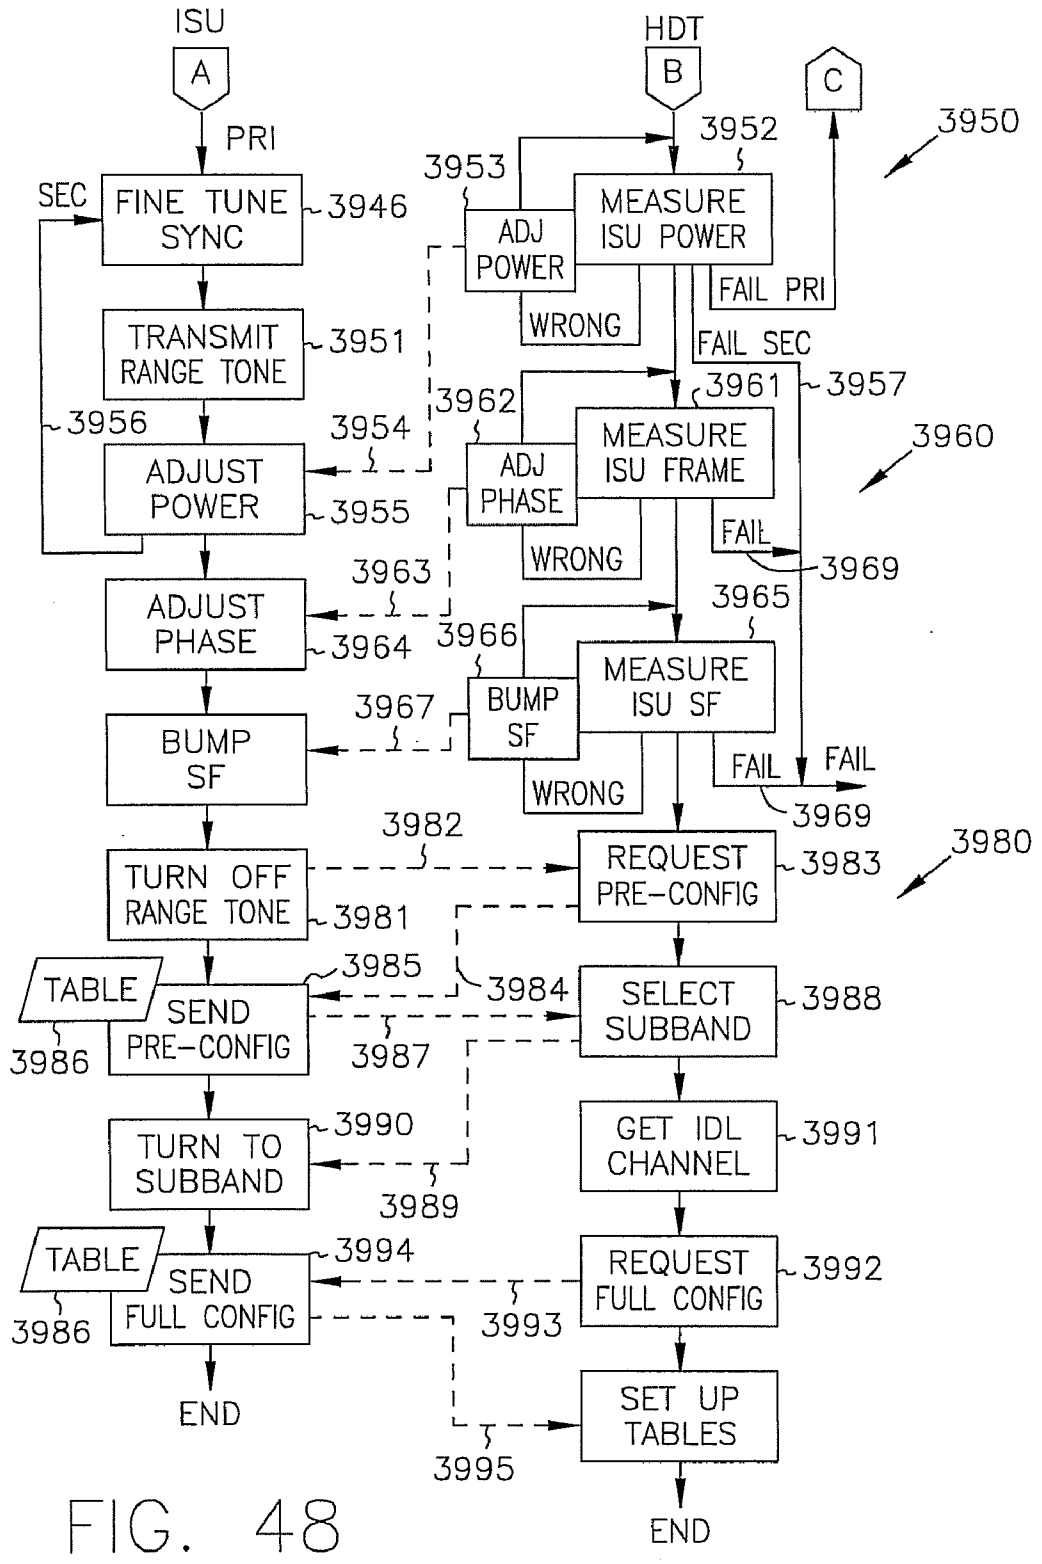 ISU
HDT
A
B
C
PRI
3952
3950
3953
SEC
FINE TUNE
SYNC
3946
MEASURE
ISU POWER
ADJ
POWER
FAIL PRI
WRONG
TRANSMIT
RANGE TONE
3951
FAIL SEC
3961
3957
3956
3954
3962
3960
MEASURE
ISU FRAME
ADJUST
POWER
3955
ADJ
PHASE
FAIL
WRONG
3969
3963
3965
ADJUST
PHASE
3964
3966
MEASURE
ISU SF
3967
BUMP
SF
BUMP
SF
FAIL
FAIL
WRONG
3969
3982
3980
TURN OFF
RANGE TONE
3981
REQUEST
PRE-CONFIG
3983
3985
TABLE
SEND
PRE-CONFIG
3984
SELECT
SUBBAND
3988
3986
3987
3990
TURN TO
SUBBAND
GET IDL
CHANNEL
3991
3989
3994
TABLE
SEND
FULL CONFIG
REQUEST
FULL CONFIG
3992
3986
3993
END
SET UP
TABLES
3995
FIG. 48
END